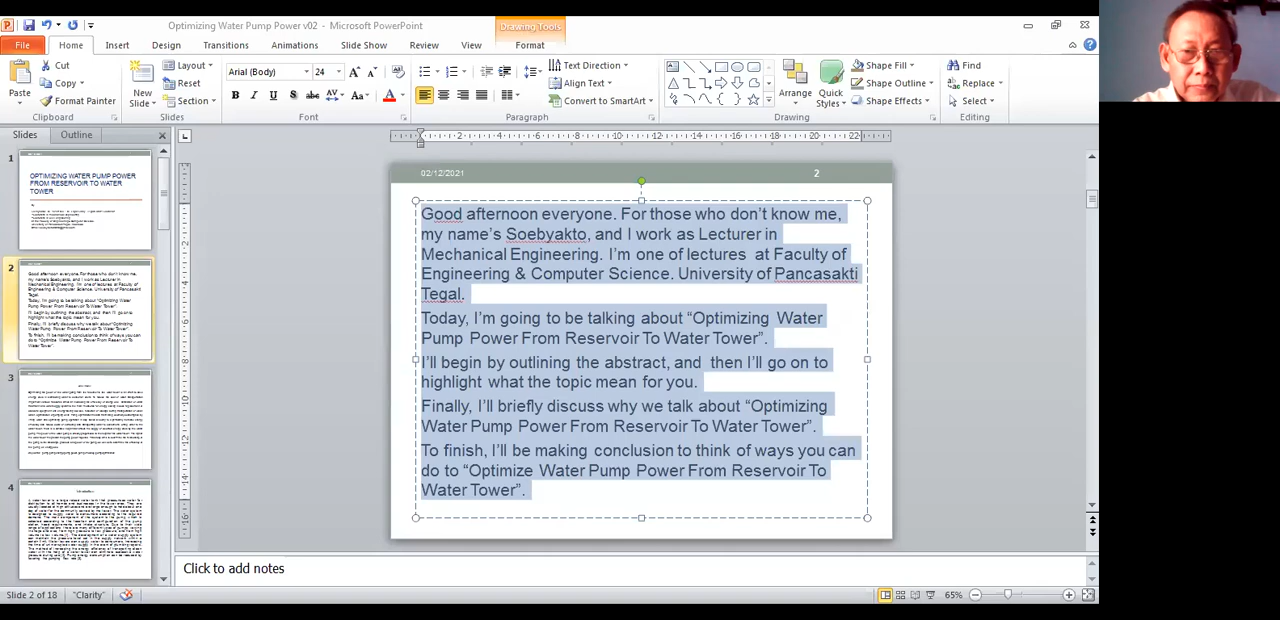 Optimizing Water Pump Power v02 - Microsoft PowerPoint
Drawing Tools
File Home Insert Design Transitions Animations Slide Show Review View Format
Cut
Copy
Format Painter
Paste
Clipboard
New
Slide
Layout
Reset
Section
Slides
Arial (Body) 24
B I U S abc AV Aa A
Font
Text Direction
Align Text
Convert to SmartArt
Paragraph
Arrange
Quick
Styles
Shape Fill
Shape Outline
Shape Effects
Drawing
Find
Replace
Select
Editing
Slides Outline
1
OPTIMIZING WATER PUMP POWER
FROM RESERVOIR TO WATER
TOWER
2
3
4
02/12/2021 2
Good afternoon everyone. For those who don’t know me,
my name’s Soebyakto, and I work as Lecturer in
Mechanical Engineering. I’m one of lectures at Faculty of
Engineering & Computer Science. University of Pancasakti
Tegal.
Today, I’m going to be talking about “Optimizing Water
Pump Power From Reservoir To Water Tower”.
I’ll begin by outlining the abstract, and then I’ll go on to
highlight what the topic mean for you.
Finally, I’ll briefly discuss why we talk about “Optimizing
Water Pump Power From Reservoir To Water Tower”.
To finish, I’ll be making conclusion to think of ways you can
do to “Optimize Water Pump Power From Reservoir To
Water Tower”.
Click to add notes
Slide 2 of 18 "Clarity" 65%